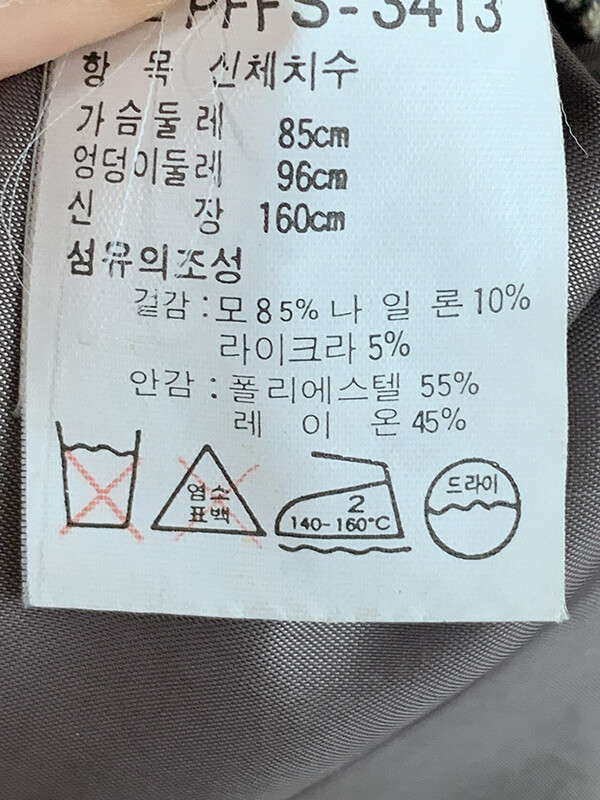 PFFS-3413
항 목 신체치수
가슴둘레 85cm
엉덩이둘레 96cm
신 장 160cm
섬유의조성
겉감 : 모 85% 나 일 론 10%
라이크라 5%
안감 : 폴리에스텔 55%
레 이 온 45%
염소
표백
2
140-160℃
드라이